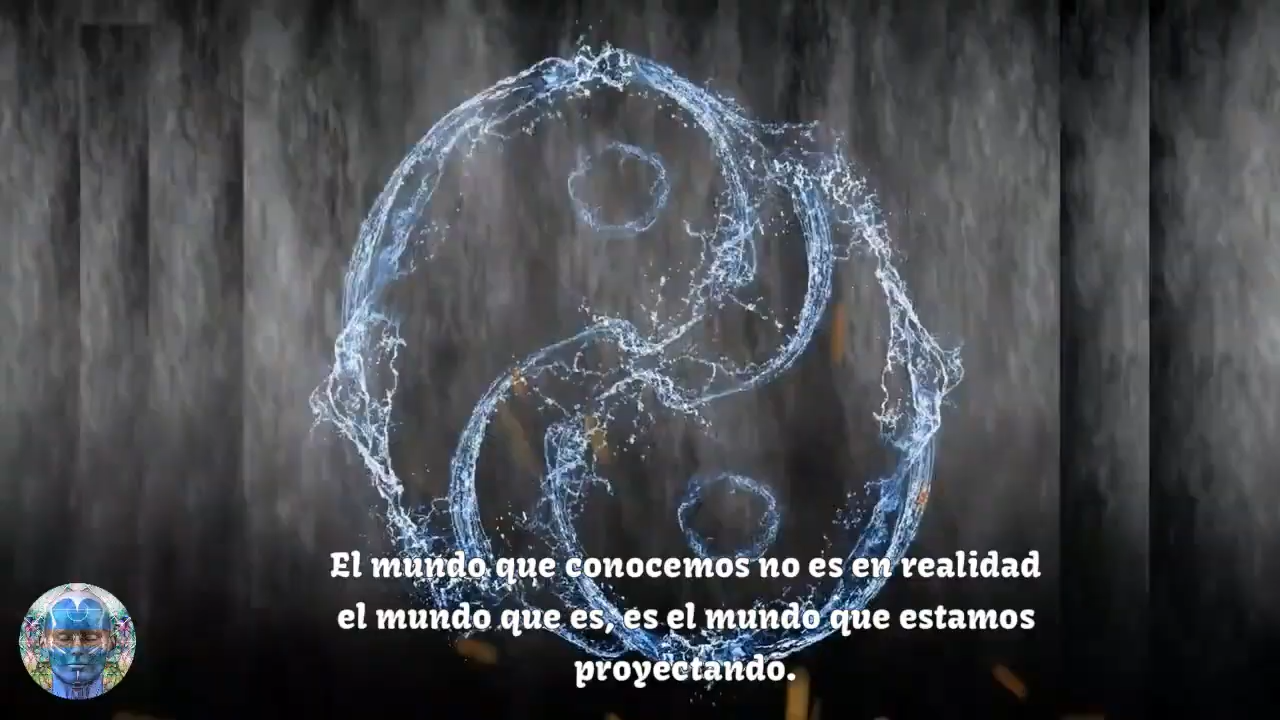 El mundo que conocemos no es en realidad
el mundo que es, es el mundo que estamos
proyectando.